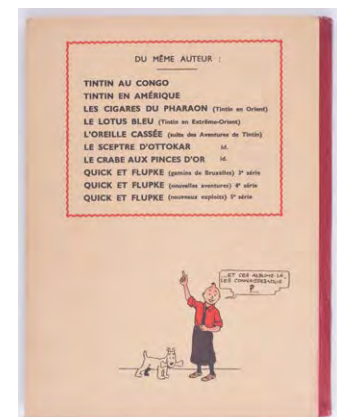 DU MÊME AUTEUR :
TINTIN AU CONGO
TINTIN EN AMÉRIQUE
LES CIGARES DU PHARAON (Tintin en Orient)
LE LOTUS BLEU (Tintin en Extrême-Orient)
L'OREILLE CASSÉE (suite des Aventures de Tintin)
LE SCEPTRE D'OTTOKAR id.
LE CRABE AUX PINCES D'OR id.
QUICK ET FLUPKE (gamins de Bruxelles) 3e série
QUICK ET FLUPKE (nouvelles aventures) 4e série
QUICK ET FLUPKE (nouveaux exploits) 5e série
...ET CES ALBUMS-LA,
LES CONNAISSEZ-VOUS
?...